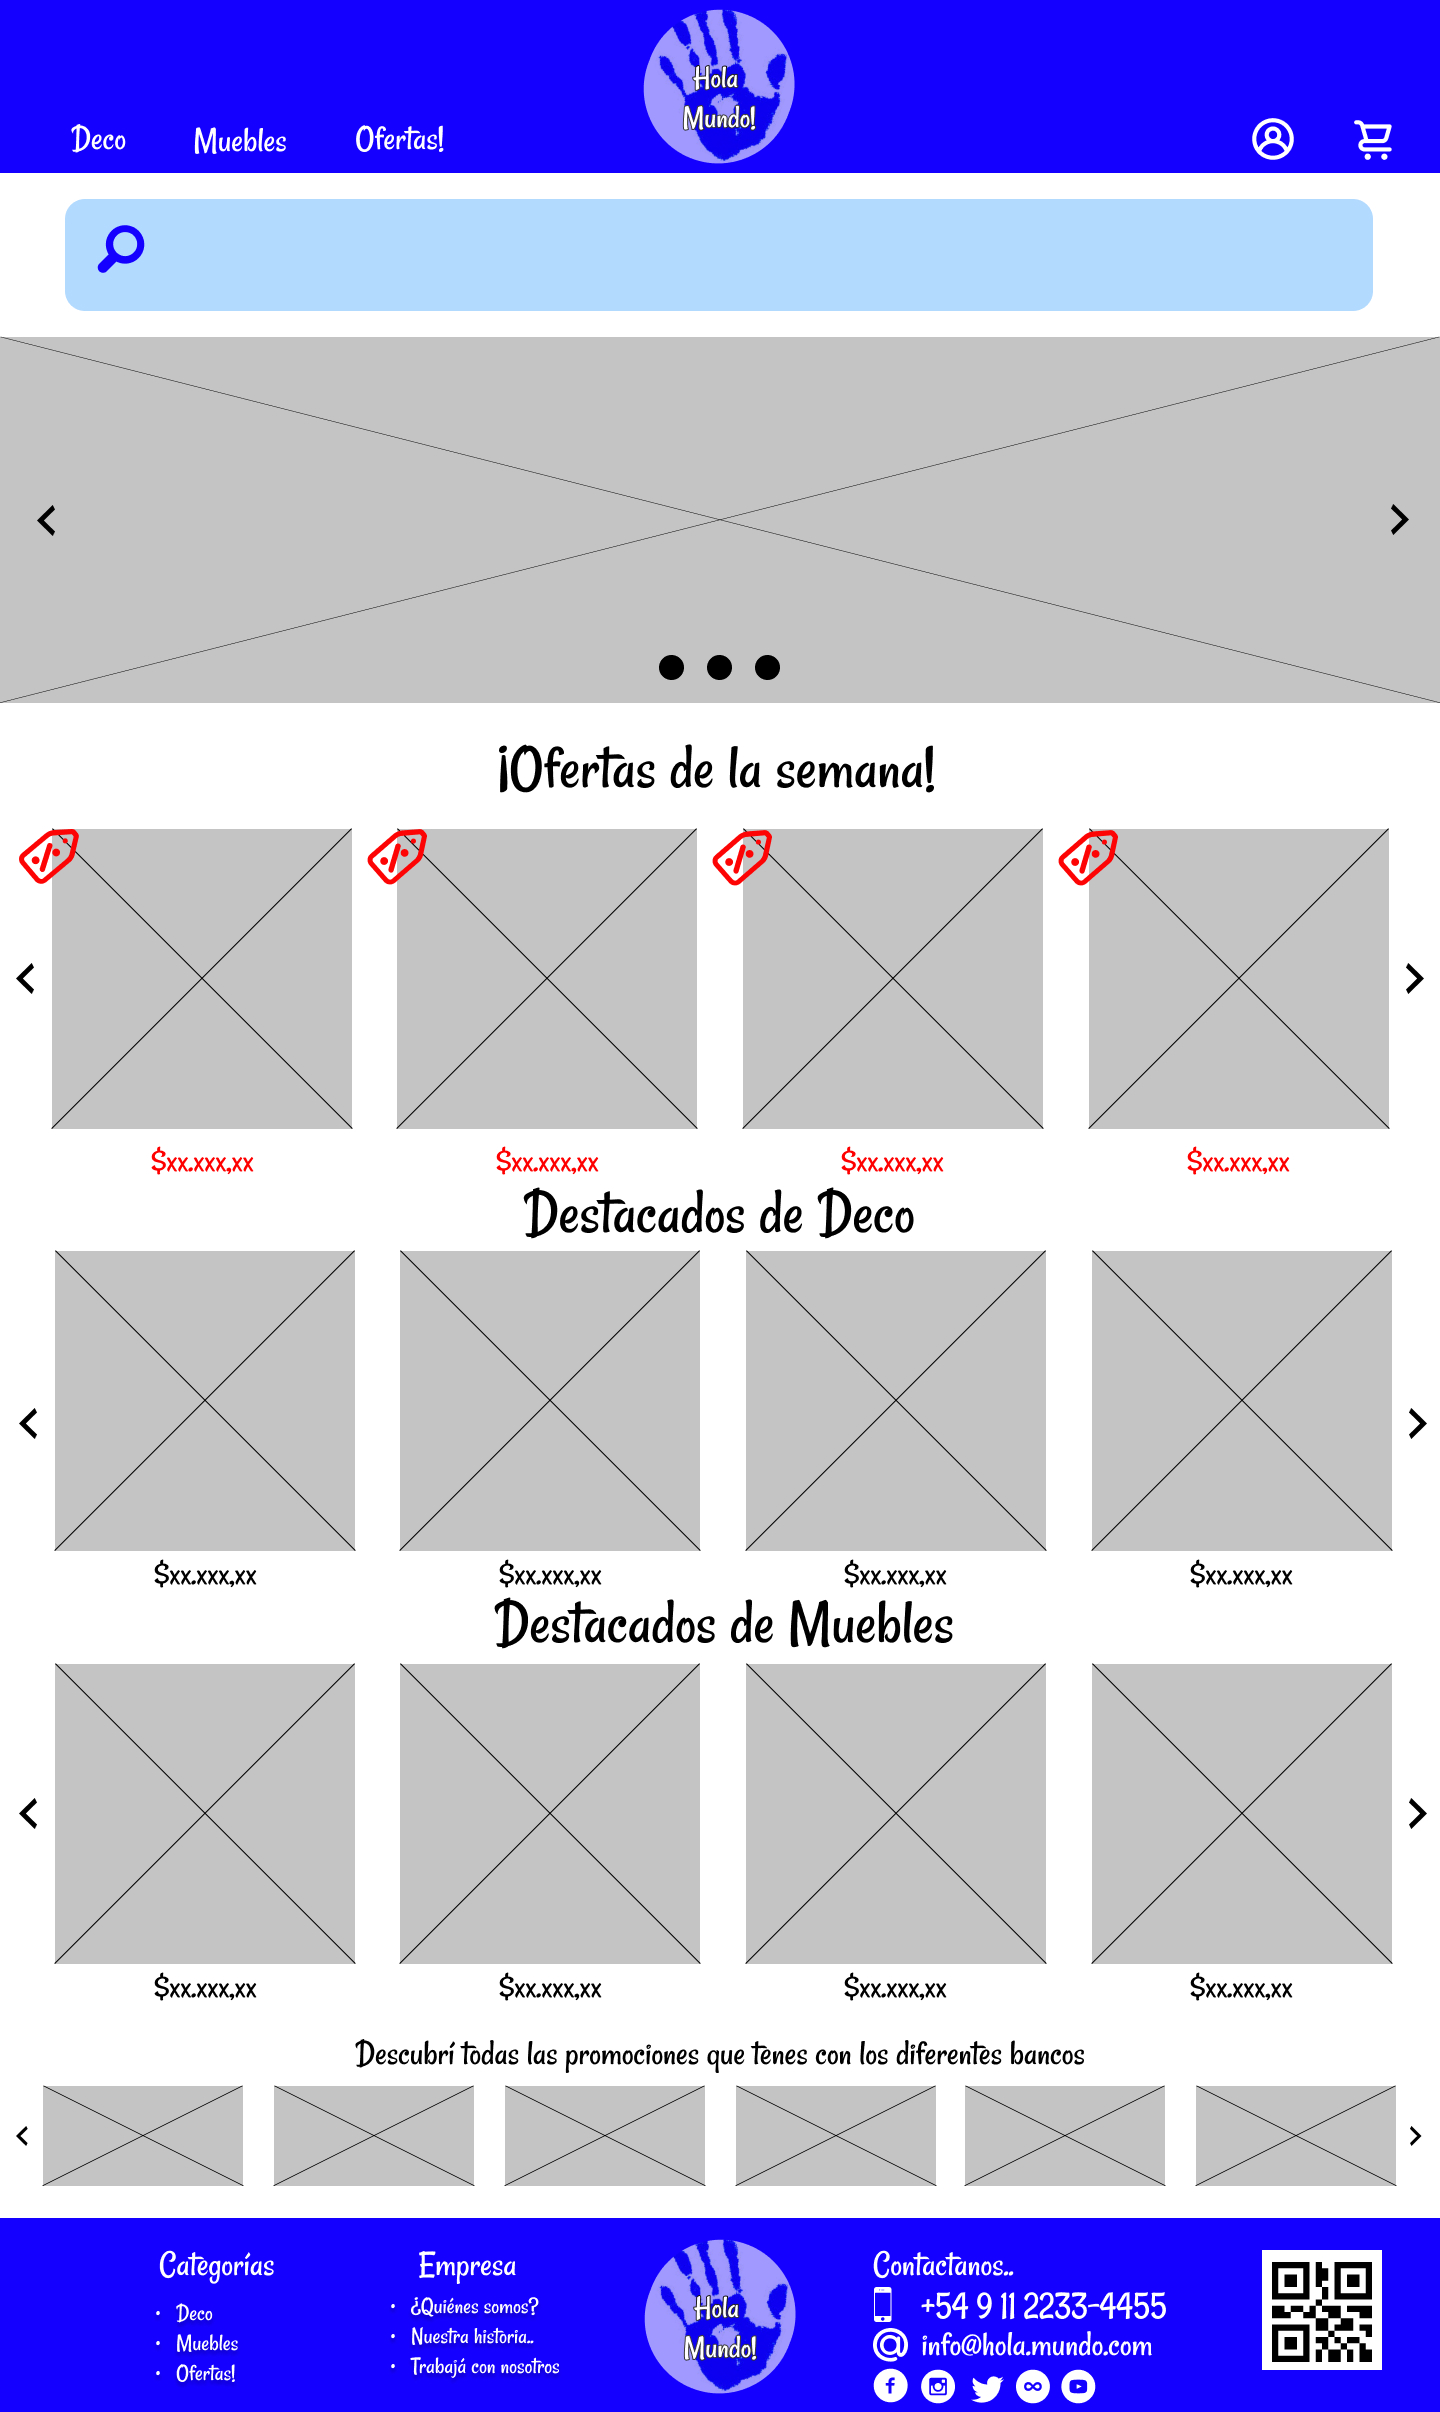 Hola
Mundo!
Deco Muebles Ofertas!
¡Ofertas de la semana!
$xx.xxx,xx $xx.xxx,xx $xx.xxx,xx $xx.xxx,xx
Destacados de Deco
$xx.xxx,xx $xx.xxx,xx $xx.xxx,xx $xx.xxx,xx
Destacados de Muebles
$xx.xxx,xx $xx.xxx,xx $xx.xxx,xx $xx.xxx,xx
Descubrí todas las promociones que tenes con los diferentes bancos
Categorías
• Deco
• Muebles
• Ofertas!
Empresa
• ¿Quiénes somos?
• Nuestra historia..
• Trabajá con nosotros
Hola
Mundo!
Contactanos..
+54 9 11 2233-4455
info@hola.mundo.com